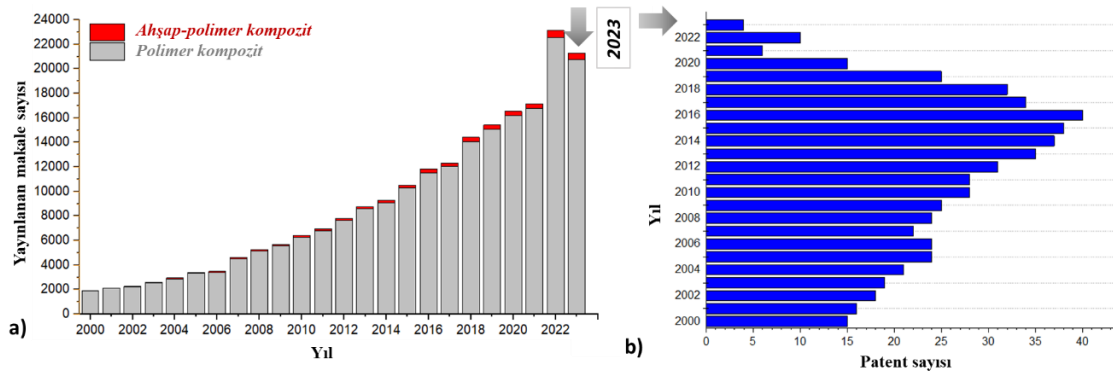 Ahşap-polimer kompozit
Polimer kompozit
Yayınlanan makale sayısı
24000
22000
20000
18000
16000
14000
12000
10000
8000
6000
4000
2000
0
2000 2002 2004 2006 2008 2010 2012 2014 2016 2018 2020 2022
Yıl
a)
2023
Yıl
2022
2020
2018
2016
2014
2012
2010
2008
2006
2004
2002
2000
0 5 10 15 20 25 30 35 40
Patent sayısı
b)